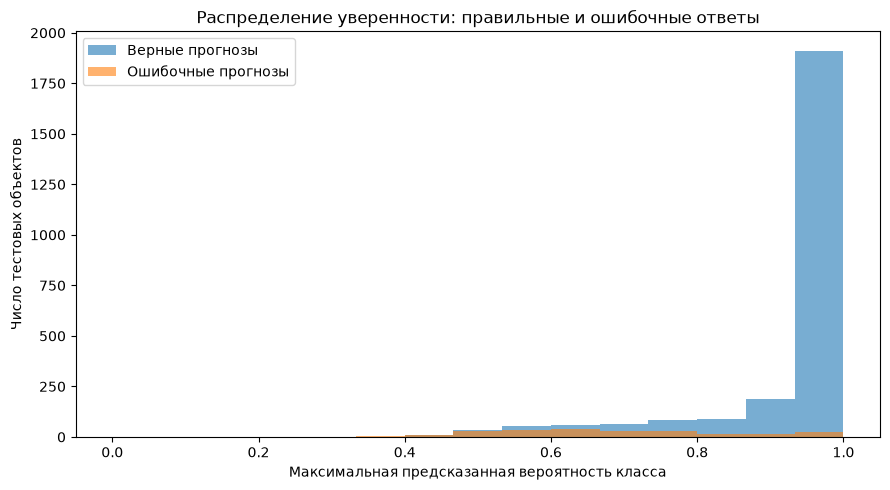 Распределение уверенности: правильные и ошибочные ответы
Верные прогнозы
Ошибочные прогнозы
Число тестовых объектов
2000
1750
1500
1250
1000
750
500
250
0
0.0 0.2 0.4 0.6 0.8 1.0
Максимальная предсказанная вероятность класса